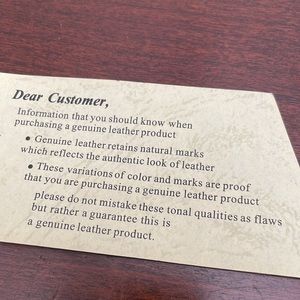 Dear Customer,
Information that you should know when
purchasing a genuine leather product
• Genuine leather retains natural marks
which reflects the authentic look of leather
• These variations of color and marks are proof
that you are purchasing a genuine leather product
please do not mistake these tonal qualities as flaws
but rather a guarantee this is
a genuine leather product.